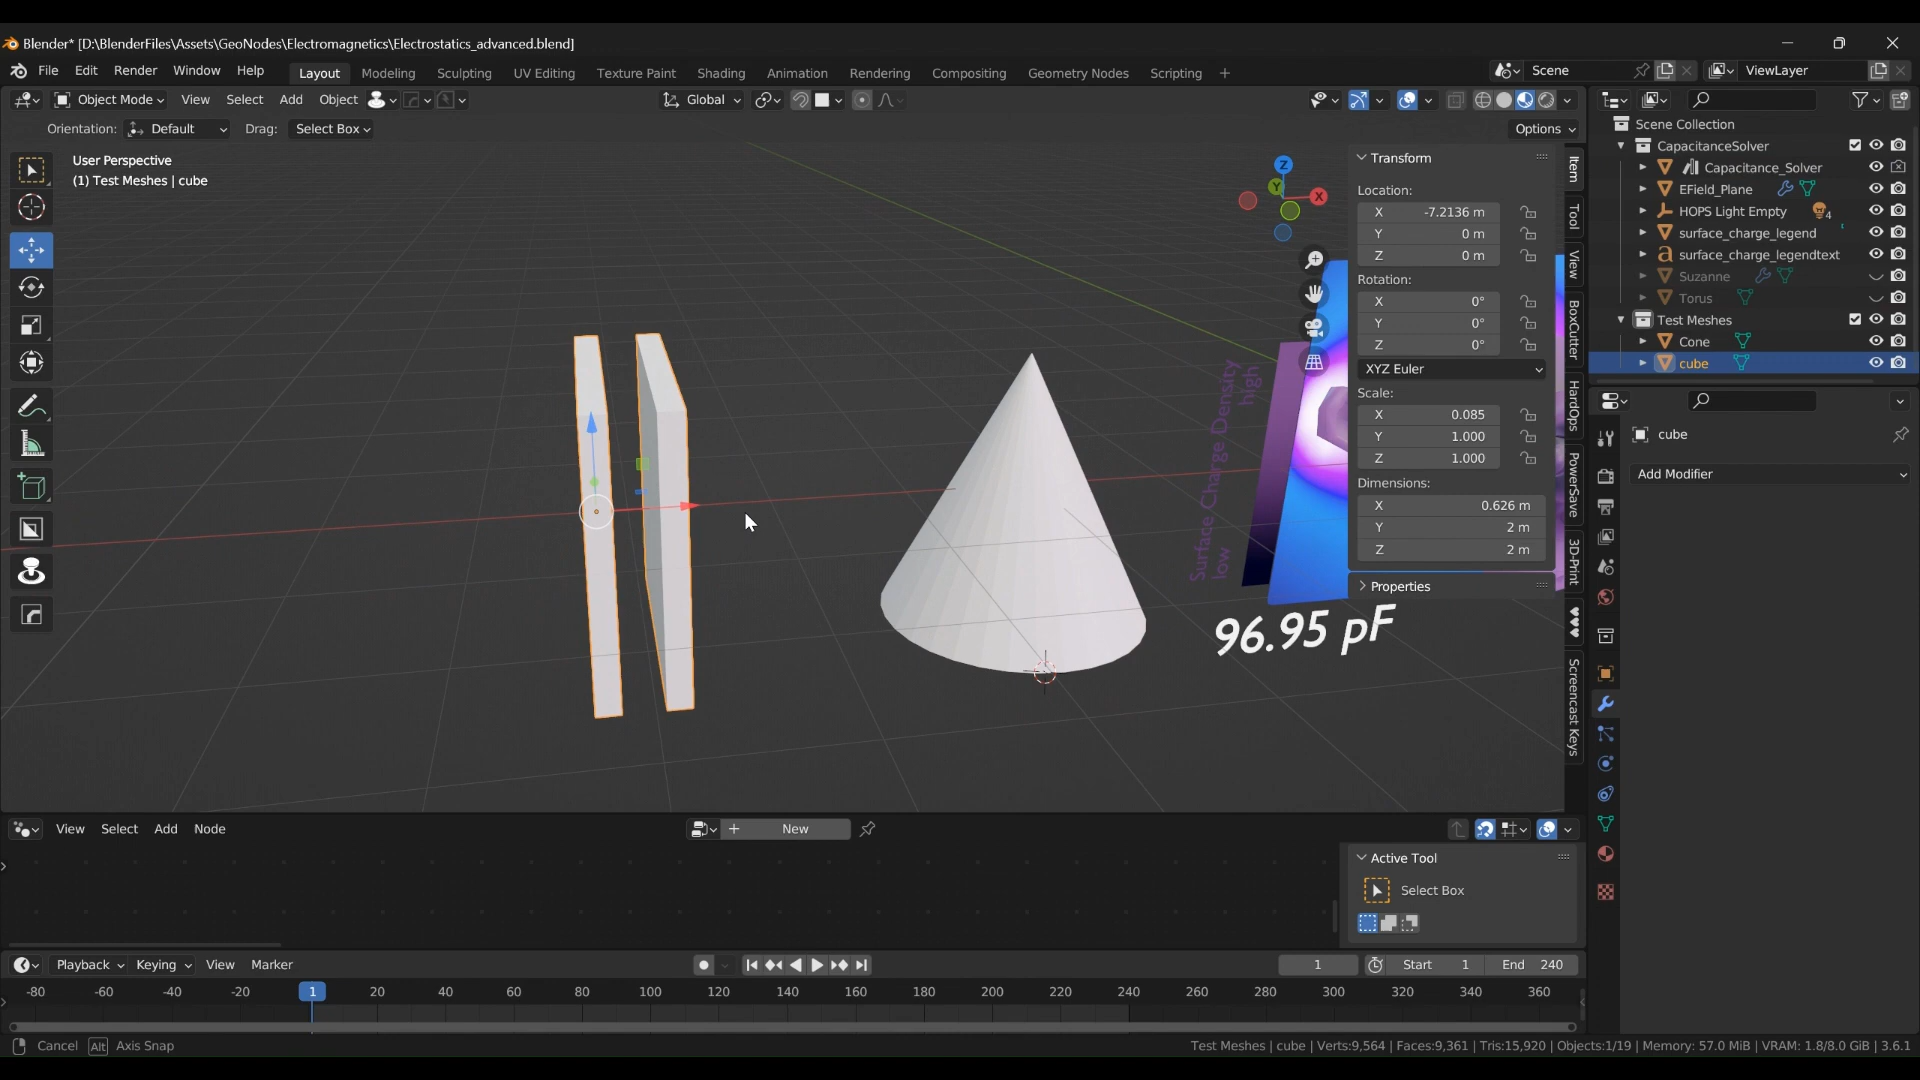 Blender* [D:\BlenderFiles\Assets\GeoNodes\Electromagnetics\Electrostatics_advanced.blend]
File Edit Render Window Help Layout Modeling Sculpting UV Editing Texture Paint Shading Animation Rendering Compositing Geometry Nodes Scripting + Scene ViewLayer
Object Mode View Select Add Object Global
Orientation: Default Drag: Select Box Options
User Perspective
(1) Test Meshes | cube
Transform
Location:
X -7.2136 m
Y 0 m
Z 0 m
Rotation:
X 0°
Y 0°
Z 0°
XYZ Euler
Scale:
X 0.085
Y 1.000
Z 1.000
Dimensions:
X 0.626 m
Y 2 m
Z 2 m
Properties
Item
Tool
View
BoxCutter
HardOps
PowerSave
3D-Print
♥♥♥
Screencast Keys
Z
Y
X
Surface Charge Density
low high
96.95 pF
Scene Collection
CapacitanceSolver
Capacitance_Solver
EField_Plane
HOPS Light Empty 4
surface_charge_legend
surface_charge_legendtext
Suzanne
Torus
Test Meshes
Cone
cube
cube
Add Modifier
View Select Add Node New
Active Tool
Select Box
Playback Keying View Marker 1 Start 1 End 240
-80 -60 -40 -20 1 20 40 60 80 100 120 140 160 180 200 220 240 260 280 300 320 340 360
Cancel Alt Axis Snap
Test Meshes | cube | Verts:9,564 | Faces:9,361 | Tris:15,920 | Objects:1/19 | Memory: 57.0 MiB | VRAM: 1.8/8.0 GiB | 3.6.1